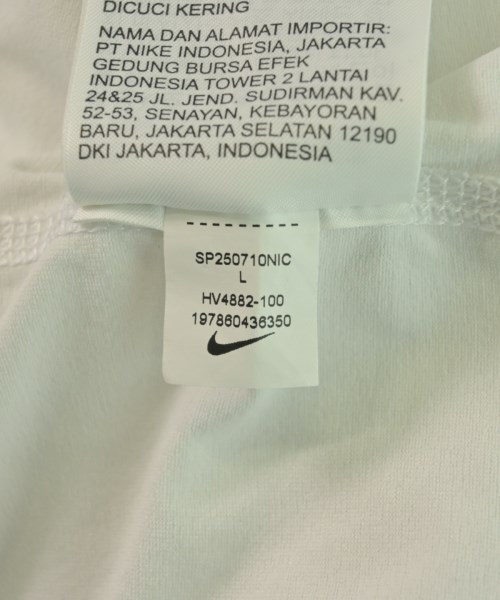 DICUCI KERING
NAMA DAN ALAMAT IMPORTIR:
PT NIKE INDONESIA, JAKARTA
GEDUNG BURSA EFEK
INDONESIA TOWER 2 LANTAI
24&25 JL. JEND. SUDIRMAN KAV.
52-53, SENAYAN, KEBAYORAN
BARU, JAKARTA SELATAN 12190
DKI JAKARTA, INDONESIA
SP250710NIC
L
HV4882-100
197860436350